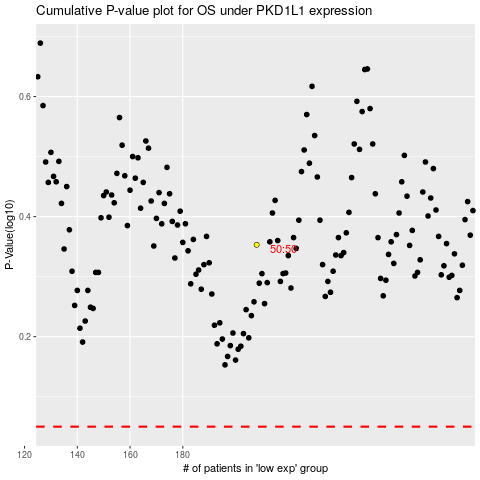 Cumulative P-value plot for OS under PKD1L1 expression
P-Value(log10)
0.6
0.4
0.2
50:50
120 140 160 180
# of patients in 'low exp' group